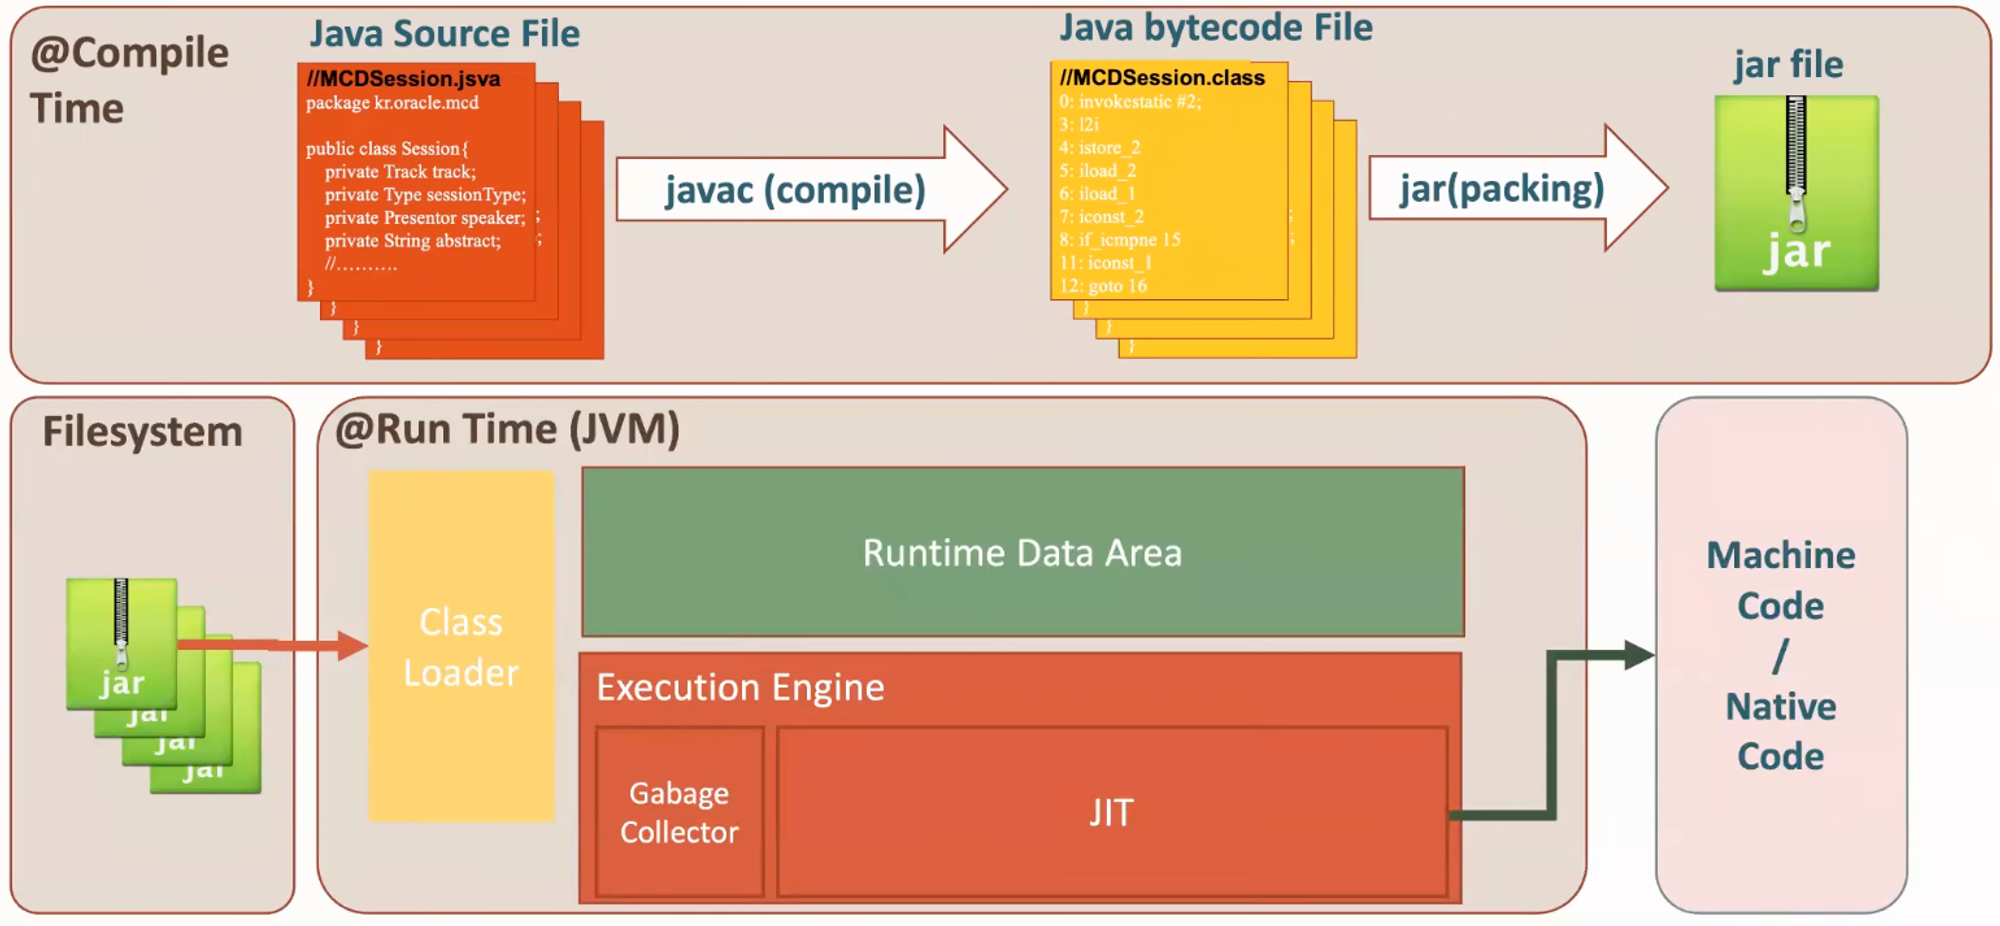 @Compile
Time
Java Source File
//MCDSession.jsva
package kr.oracle.mcd
public class Session{
private Track track;
private Type sessionType;
private Presentor speaker;
;
private String abstract;
;
//..........
}
}
}
}
javac (compile)
Java bytecode File
//MCDSession.class
0: invokestatic #2;
3: l2i
4: istore_2
5: iload_2
6: iload_1
7: iconst_2
;
8: if_icmpne 15
;
11: iconst_1
12: goto 16
}
}
}
jar(packing)
jar file
jar
Filesystem
jar
jar
jar
jar
@Run Time (JVM)
Class
Loader
Runtime Data Area
Execution Engine
Gabage
Collector
JIT
Machine
Code
/
Native
Code